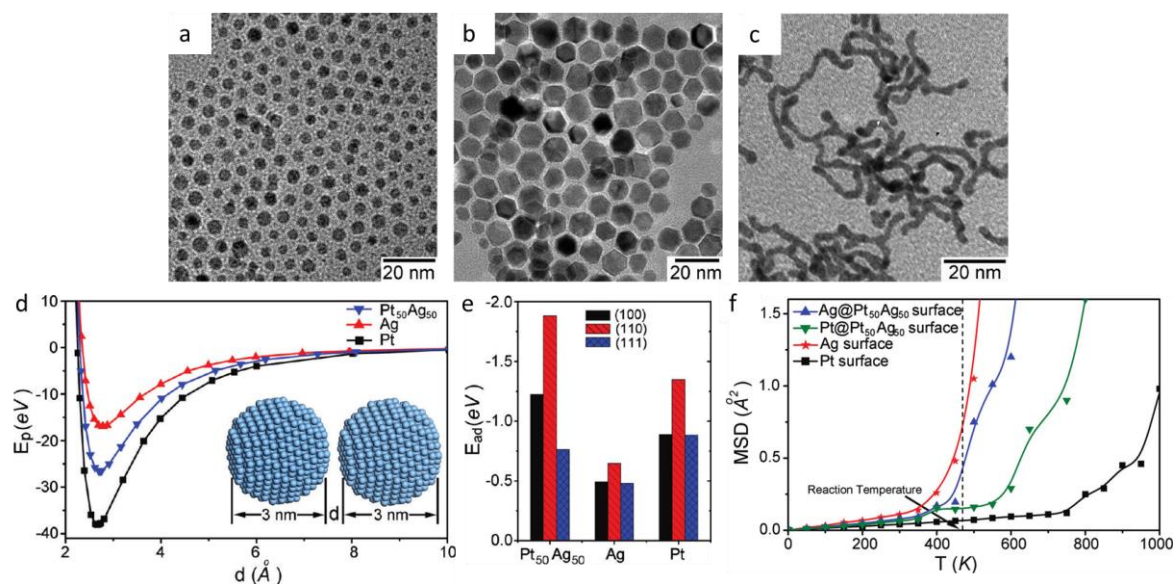 a
b
c
20 nm
20 nm
20 nm
d
10
0
-10
-20
-30
-40
E_p(eV)
Pt₅₀Ag₅₀
Ag
Pt
3 nm
d
3 nm
2
4
6
8
10
d (Å)
e
-2.0
-1.5
-1.0
-0.5
-0.0
E_ad(eV)
(100)
(110)
(111)
Pt₅₀Ag₅₀
Ag
Pt
f
1.5
1.0
0.5
0.0
MSD (Å²)
Ag@Pt₅₀Ag₅₀ surface
Pt@Pt₅₀Ag₅₀ surface
Ag surface
Pt surface
Reaction Temperature
0
200
400
600
800
1000
T (K)